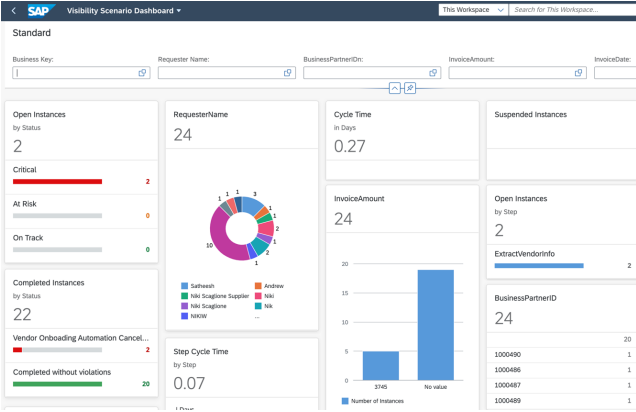 SAP Visibility Scenario Dashboard
This Workspace
Search for This Workspace...
Standard
Business Key:
Requester Name:
BusinessPartnerIDn:
InvoiceAmount:
InvoiceDate:
Open Instances
by Status
2
Critical
2
At Risk
0
On Track
0
Completed Instances
by Status
22
Vendor Onboading Automation Cancel...
2
Completed without violations
20
RequesterName
24
1
1
1
3
1
1
2
1
2
1
10
Satheesh
Andrew
Niki Scaglione Supplier
Niki
Niki Scaglione
Nik
NIKIW
...
Step Cycle Time
by Step
0.07
Cycle Time
in Days
0.27
InvoiceAmount
24
20
15
10
5
0
3745
No value
Number of Instances
Suspended Instances
Open Instances
by Step
2
ExtractVendorInfo
2
BusinessPartnerID
24
20
1000490
1
1000486
1
1000487
1
1000489
1